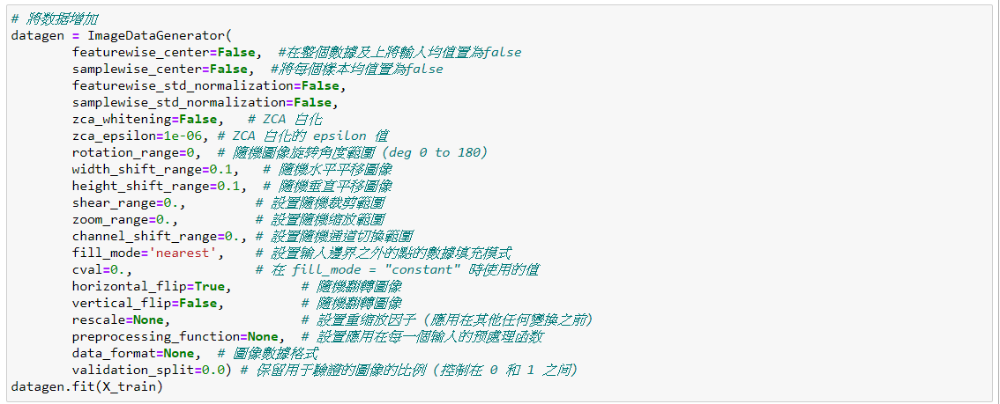 # 將数据增加
datagen = ImageDataGenerator(
        featurewise_center=False,  #在整個數據及上將輸入均值置為false
        samplewise_center=False,  #將每個樣本均值置為false
        featurewise_std_normalization=False,
        samplewise_std_normalization=False,
        zca_whitening=False,   # ZCA 白化
        zca_epsilon=1e-06, # ZCA 白化的 epsilon 值
        rotation_range=0,  # 隨機圖像旋转角度範圍 (deg 0 to 180)
        width_shift_range=0.1,   # 隨機水平平移圖像
        height_shift_range=0.1,  # 隨機垂直平移圖像
        shear_range=0.,         # 設置隨機裁剪範圍
        zoom_range=0.,          # 設置隨機缩放範圍
        channel_shift_range=0., # 設置隨機通道切換範圍
        fill_mode='nearest',    # 設置输入邊界之外的點的數據填充模式
        cval=0.,                # 在 fill_mode = "constant" 時使用的值
        horizontal_flip=True,         # 隨機翻轉圖像
        vertical_flip=False,          # 隨機翻轉圖像
        rescale=None,                 # 設置重缩放因子 (應用在其他任何變換之前)
        preprocessing_function=None,  # 設置應用在每一個输入的预處理函数
        data_format=None,  # 圖像數據格式
        validation_split=0.0) # 保留用于驗證的圖像的比例 (控制在 0 和 1 之间)
datagen.fit(X_train)